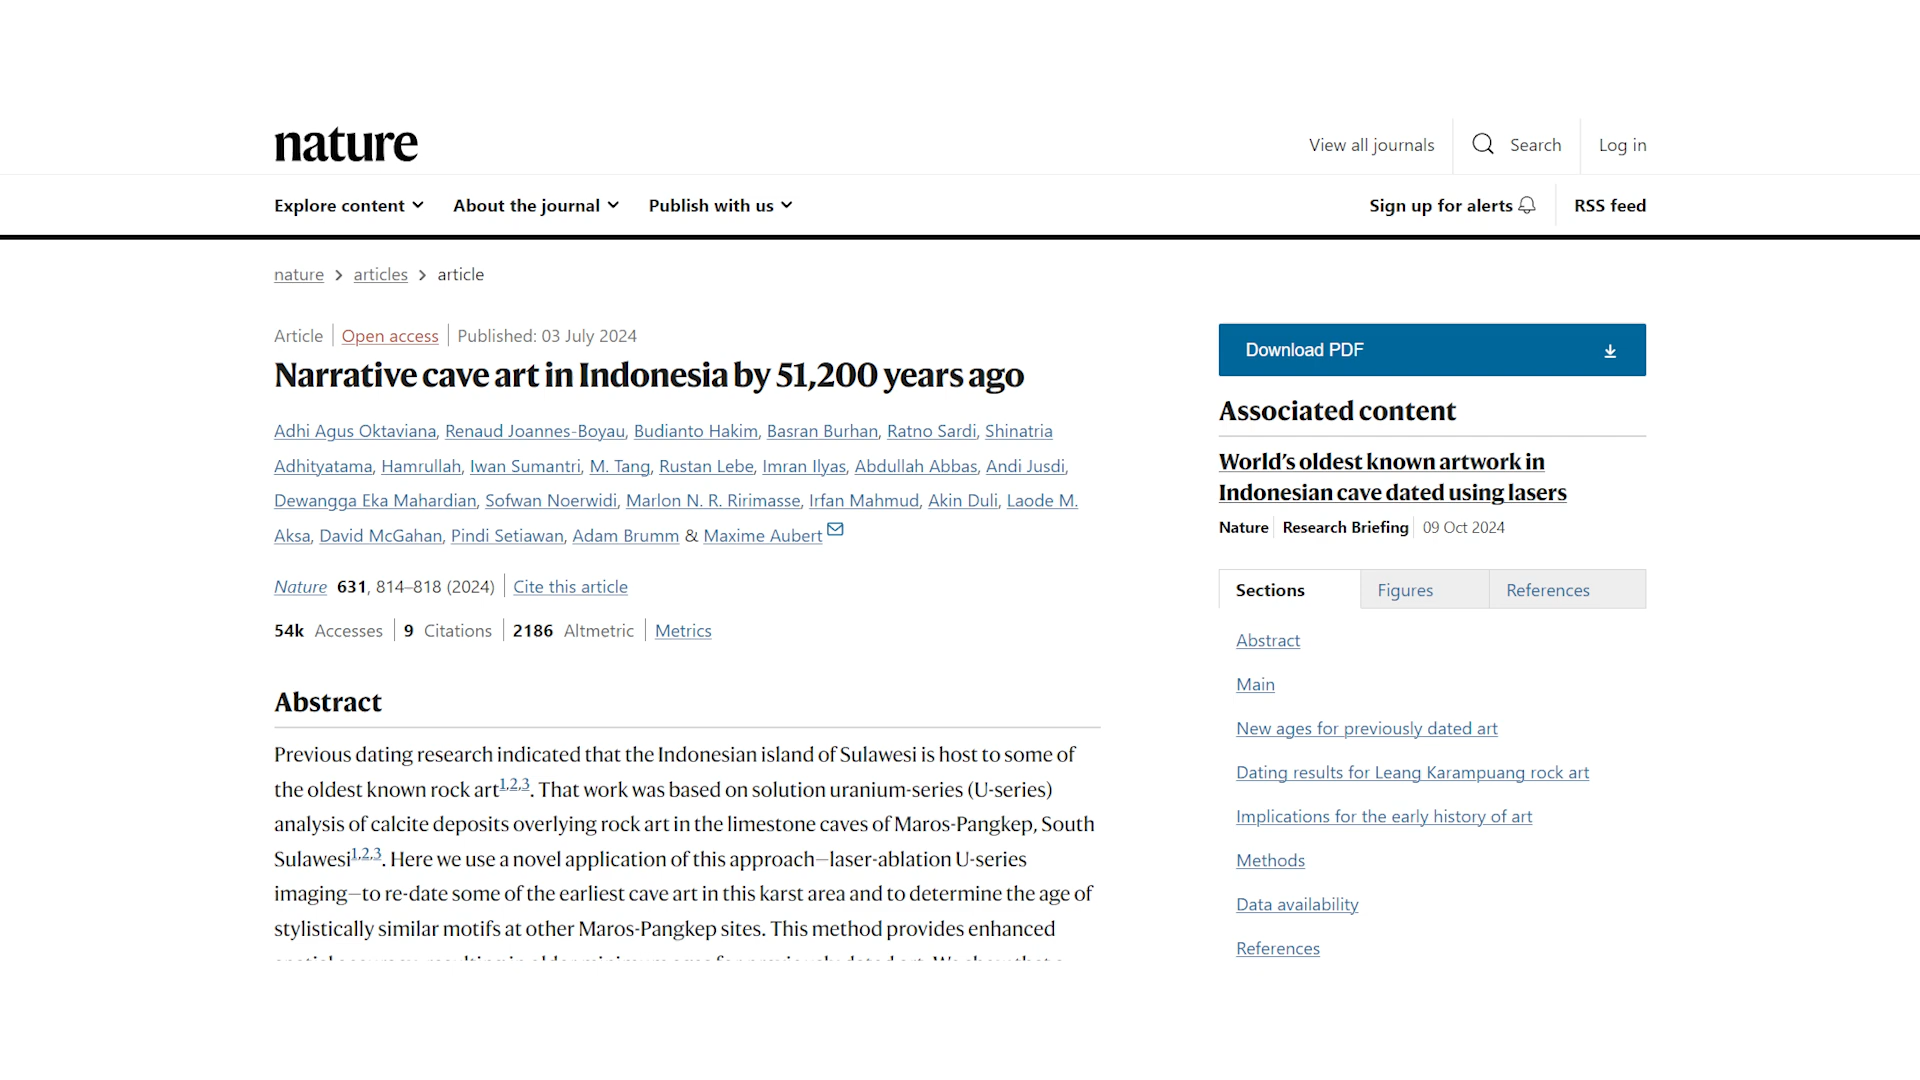 nature
View all journals
Search
Log in
Explore content
About the journal
Publish with us
Sign up for alerts
RSS feed
nature > articles > article
Article
Open access
Published: 03 July 2024
Narrative cave art in Indonesia by 51,200 years ago
Adhi Agus Oktaviana, Renaud Joannes-Boyau, Budianto Hakim, Basran Burhan, Ratno Sardi, Shinatria
Adhityatama, Hamrullah, Iwan Sumantri, M. Tang, Rustan Lebe, Imran Ilyas, Abdullah Abbas, Andi Jusdi,
Dewangga Eka Mahardian, Sofwan Noerwidi, Marlon N. R. Ririmasse, Irfan Mahmud, Akin Duli, Laode M.
Aksa, David McGahan, Pindi Setiawan, Adam Brumm & Maxime Aubert
Nature 631, 814–818 (2024)
Cite this article
54k Accesses
9 Citations
2186 Altmetric
Metrics
Abstract
Previous dating research indicated that the Indonesian island of Sulawesi is host to some of
the oldest known rock art1,2,3. That work was based on solution uranium-series (U-series)
analysis of calcite deposits overlying rock art in the limestone caves of Maros-Pangkep, South
Sulawesi1,2,3. Here we use a novel application of this approach—laser-ablation U-series
imaging—to re-date some of the earliest cave art in this karst area and to determine the age of
stylistically similar motifs at other Maros-Pangkep sites. This method provides enhanced
Download PDF
Associated content
World's oldest known artwork in
Indonesian cave dated using lasers
Nature
Research Briefing
09 Oct 2024
Sections
Figures
References
Abstract
Main
New ages for previously dated art
Dating results for Leang Karampuang rock art
Implications for the early history of art
Methods
Data availability
References